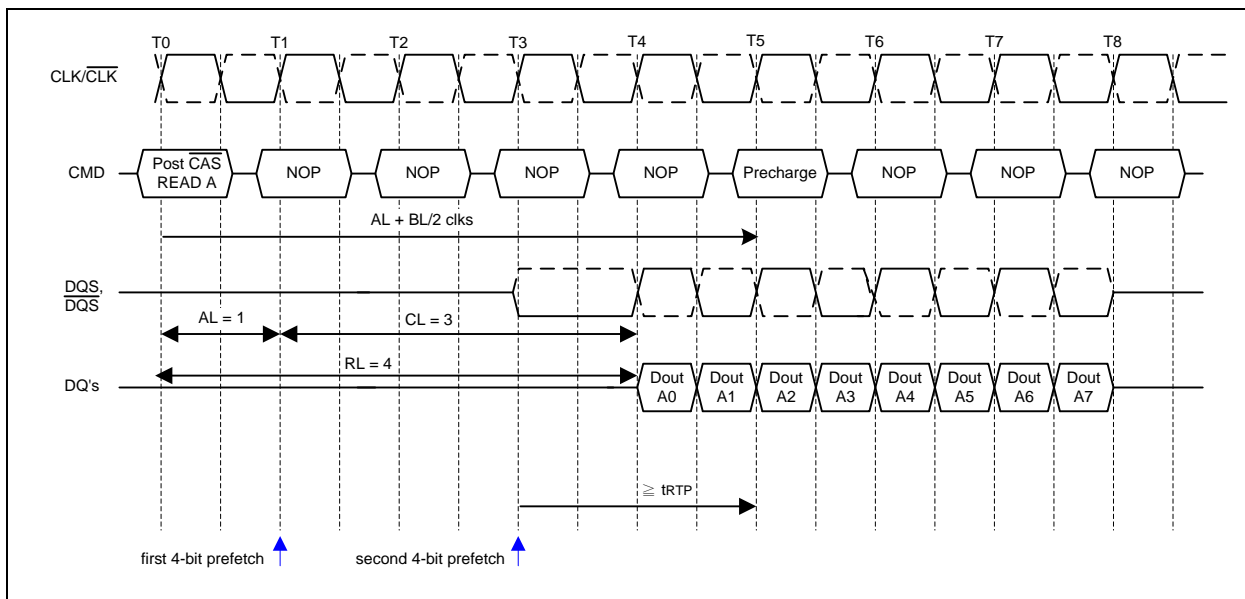 T0 T1 T2 T3 T4 T5 T6 T7 T8
CLK/CLK
CMD
Post CAS
READ A
NOP NOP NOP NOP Precharge NOP NOP NOP
AL + BL/2 clks
DQS,
DQS
AL = 1 CL = 3
RL = 4
DQ's
Dout
A0
Dout
A1
Dout
A2
Dout
A3
Dout
A4
Dout
A5
Dout
A6
Dout
A7
≧ tRTP
first 4-bit prefetch second 4-bit prefetch